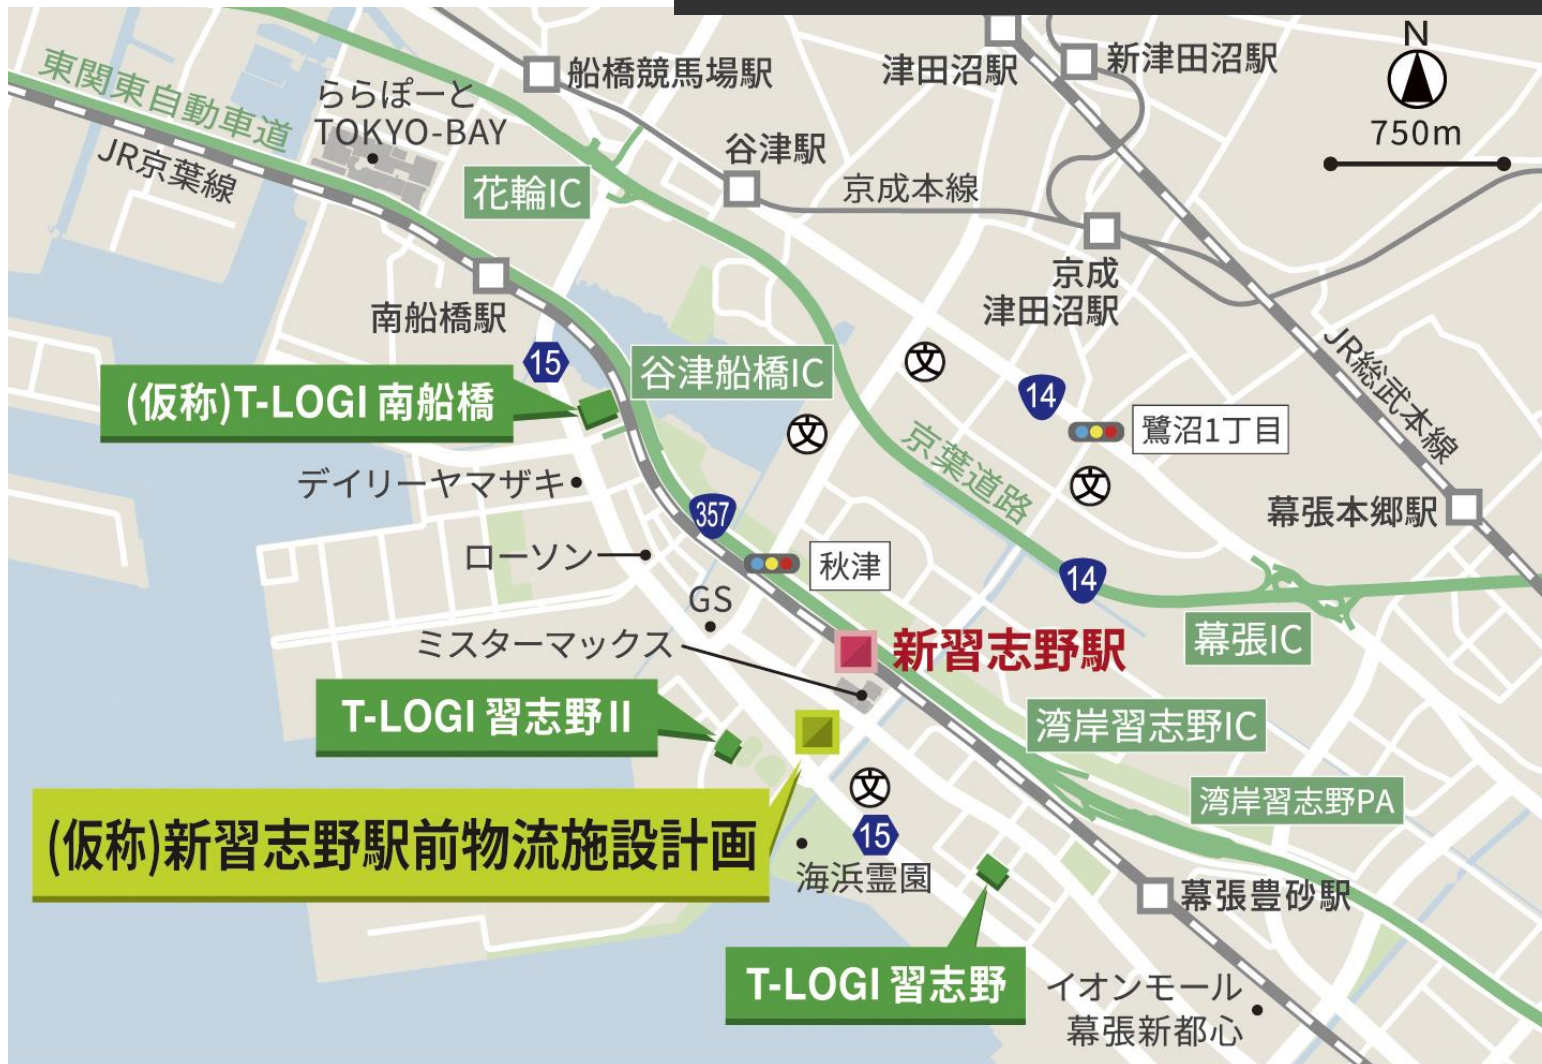 N
750m
船橋競馬場駅
津田沼駅
新津田沼駅
東関東自動車道
ららぽーと
TOKYO-BAY
JR京葉線
谷津駅
花輪IC
京成本線
京成
津田沼駅
南船橋駅
15
谷津船橋IC
文
14
JR総武本線
(仮称)T-LOGI 南船橋
文
鷺沼1丁目
京葉道路
文
デイリーヤマザキ
357
幕張本郷駅
ローソン
秋津
14
GS
ミスターマックス
新習志野駅
幕張IC
T-LOGI 習志野II
湾岸習志野IC
文
湾岸習志野PA
(仮称)新習志野駅前物流施設計画
15
海浜霊園
幕張豊砂駅
T-LOGI 習志野
イオンモール
幕張新都心